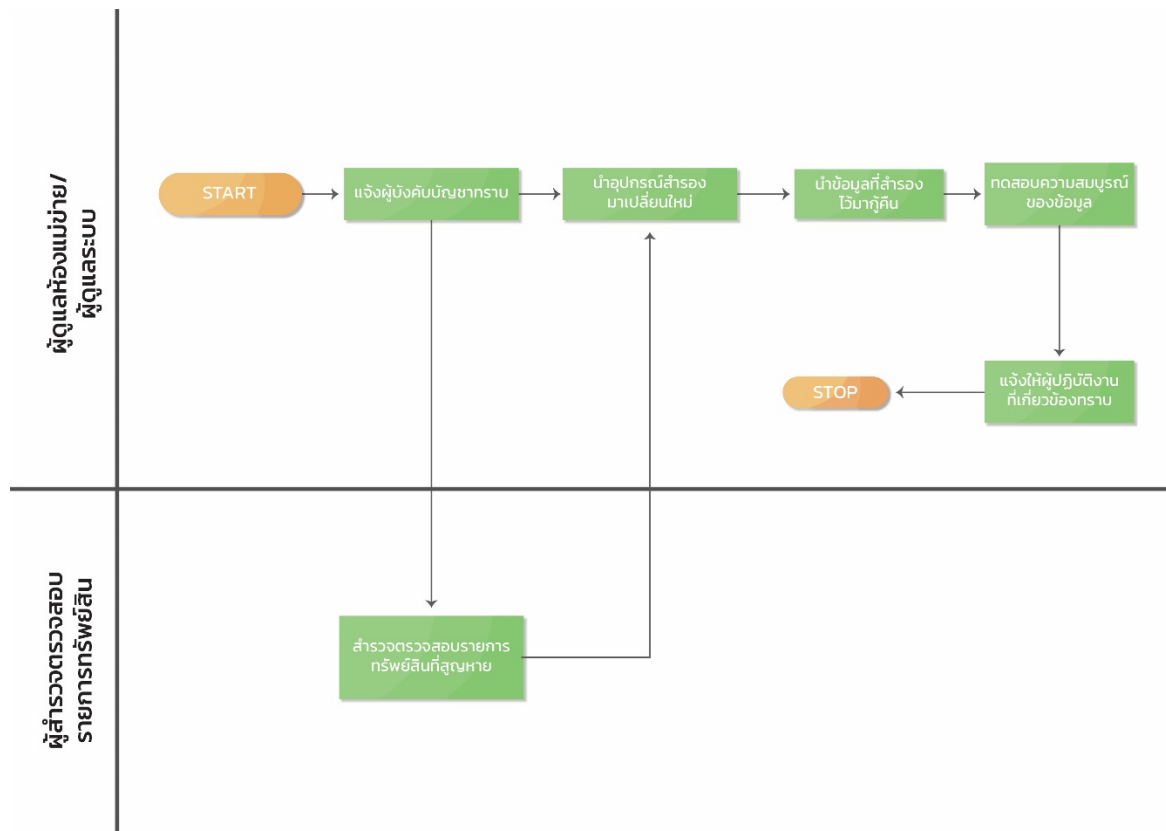 ผู้ดูแลห้องแม่ข่าย/
ผู้ดูแลระบบ
START
แจ้งผู้บังคับบัญชาทราบ
นำอุปกรณ์สำรอง
มาเปลี่ยนใหม่
นำข้อมูลที่สำรอง
ไว้มากู้คืน
ทดสอบความสมบูรณ์
ของข้อมูล
แจ้งให้ผู้ปฏิบัติงาน
ที่เกี่ยวข้องทราบ
STOP
ผู้สำรวจตรวจสอบ
รายการทรัพย์สิน
สำรวจตรวจสอบรายการ
ทรัพย์สินที่สูญหาย